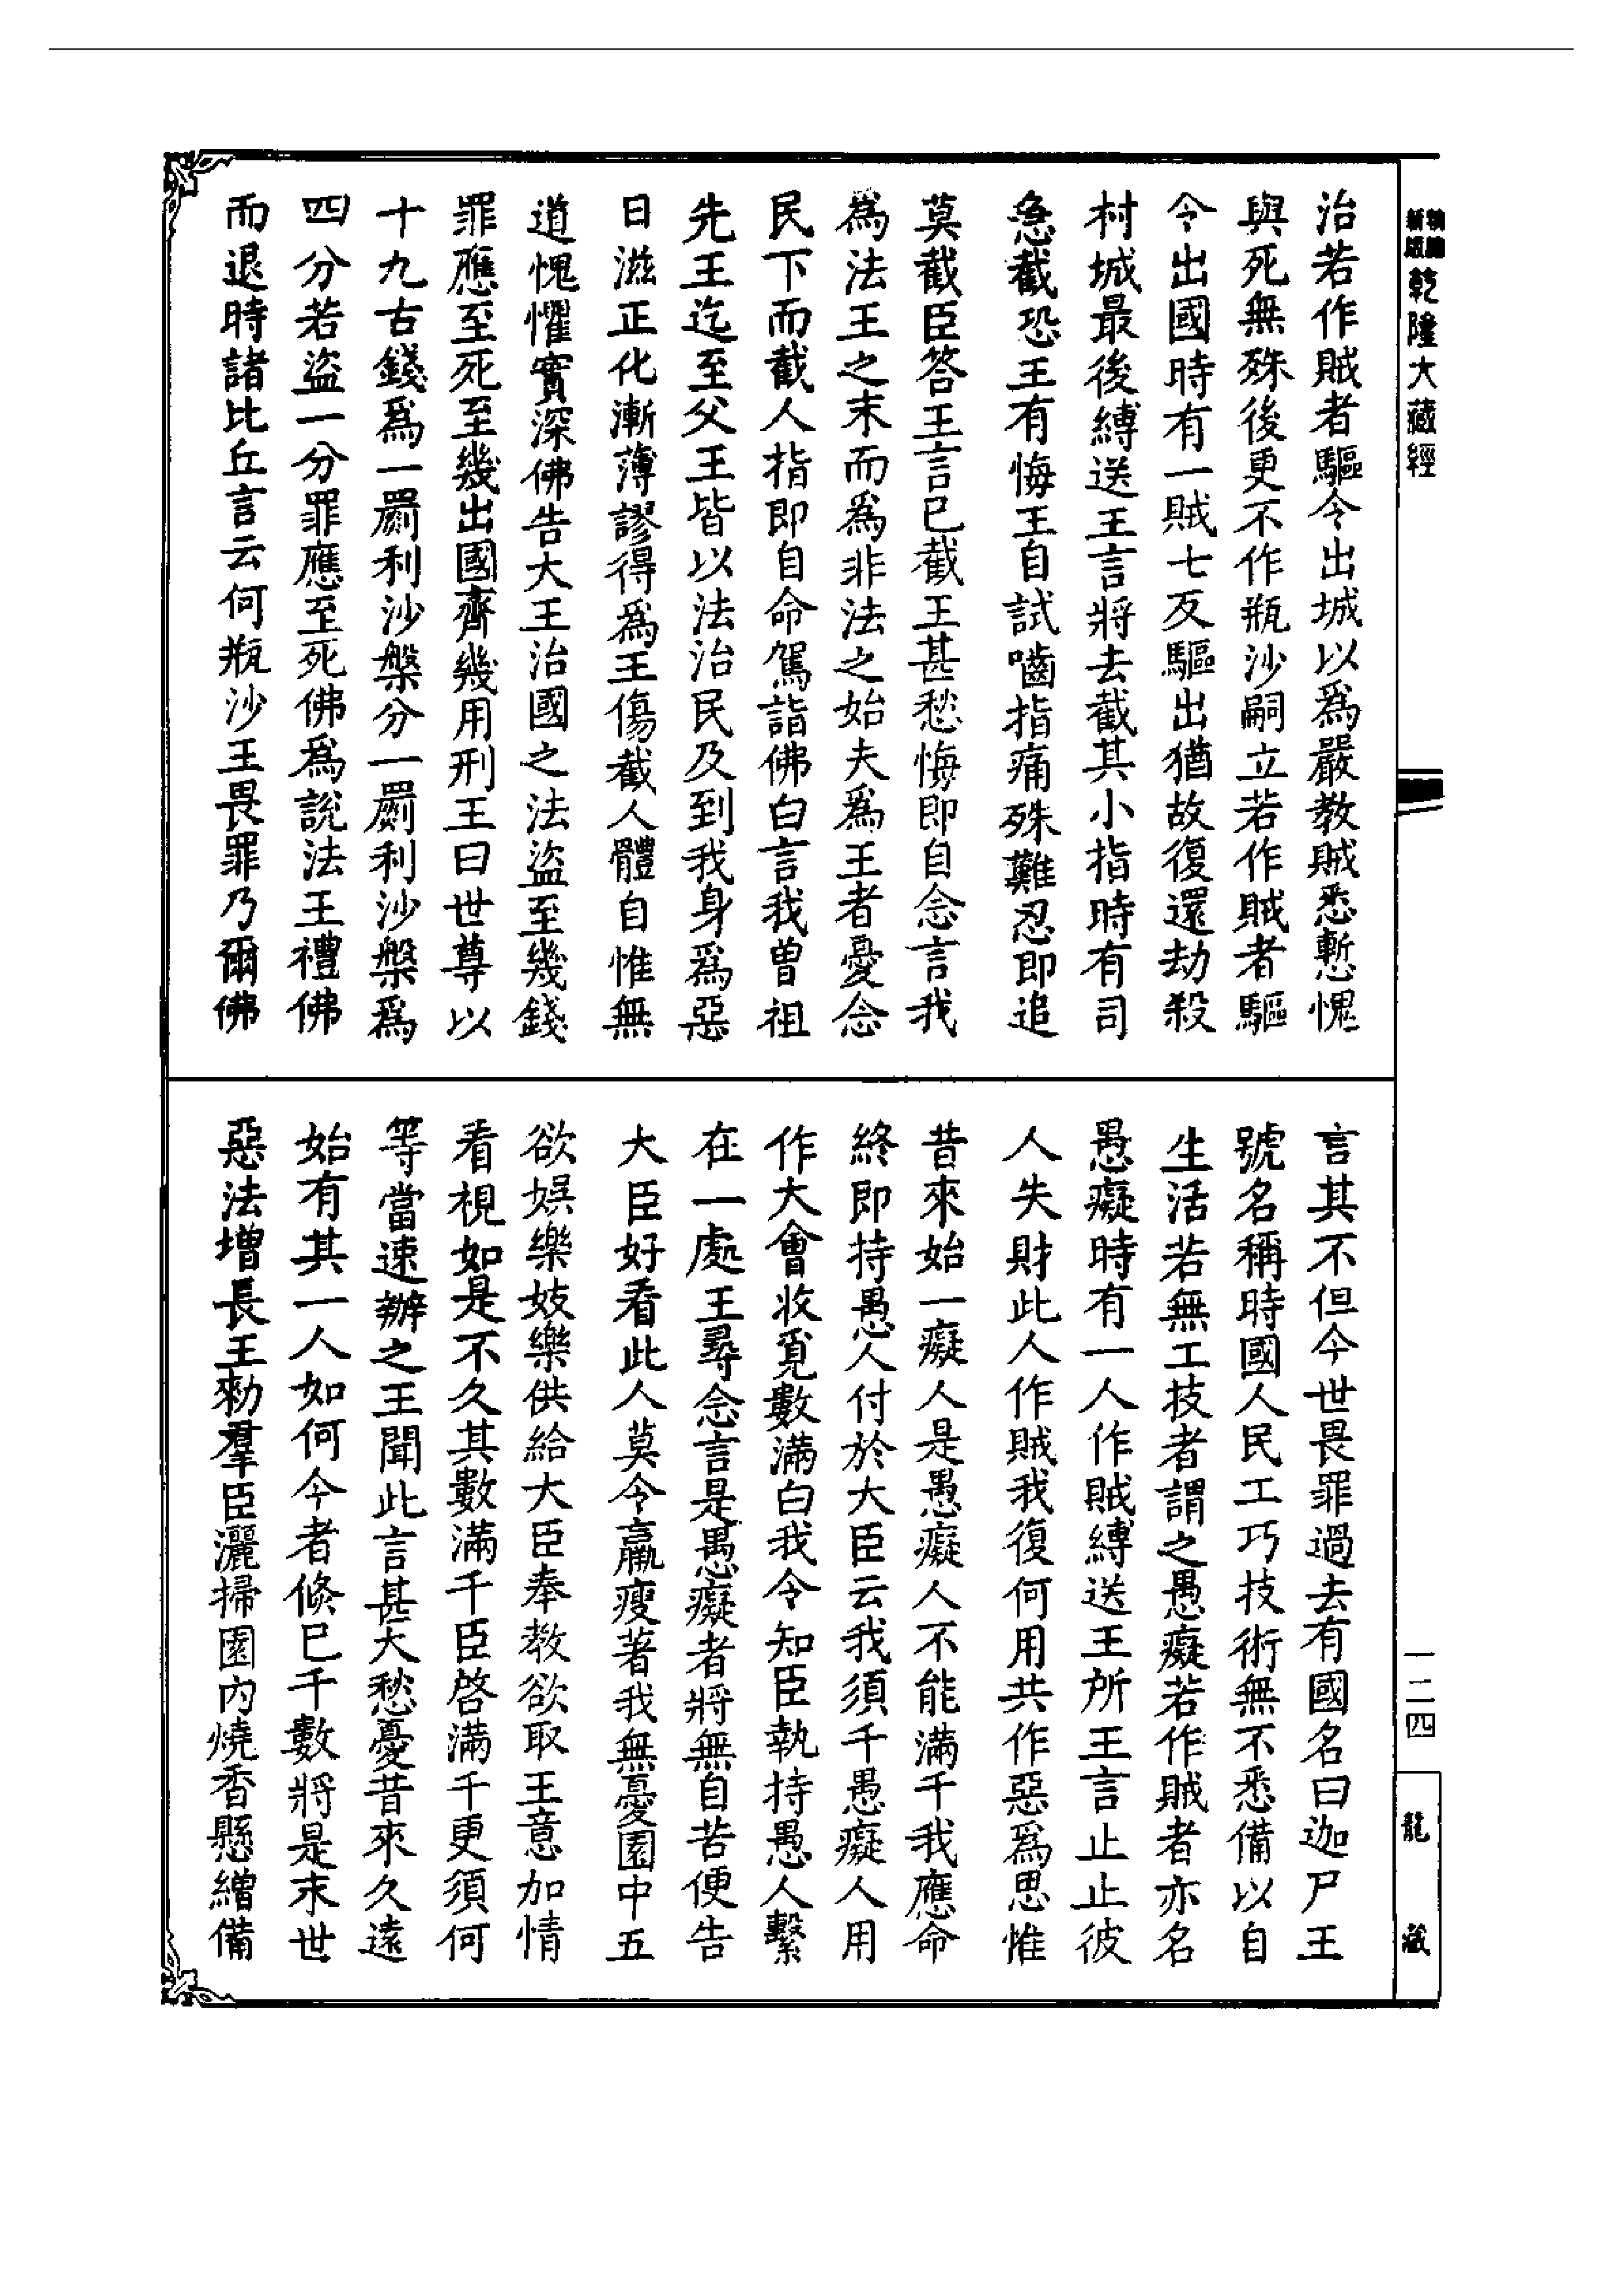 新編
新版
乾隆大藏經
治若作賊者驅令出城以爲嚴教賊悉慙愧
與死無殊後更不作瓶沙嗣立若作賊者驅
令出國時有一賊七反驅出猶故復還劫殺
村城最後縛送王言將去截其小指時有司
急截恐王有悔王自試嚙指痛殊難忍即追
莫截臣答王言已截王甚愁悔即自念言我
爲法王之末而爲非法之始夫爲王者憂念
民下而截人指即自命駕詣佛白言我曾祖
先王迄至父王皆以法治民及到我身爲惡
日滋正化漸薄謬得爲王傷截人體自惟無
道愧懼實深佛告大王治國之法盜至幾錢
罪應至死至幾出國齊幾用刑王曰世尊以
十九古錢爲一罽利沙槃分一罽利沙槃爲
四分若盜一分罪應至死佛爲說法王禮佛
而退時諸比丘言云何瓶沙王畏罪乃爾佛
言其不但今世畏罪過去有國名曰迦尸王
號名稱時國人民工巧技術無不悉備以自
生活若無工技者謂之愚癡若作賊者亦名
愚癡時有一人作賊縛送王所王言止止彼
人失財此人作賊我復何用共作惡爲思惟
昔來始一癡人是愚癡人不能滿千我應命
終即持愚人付於大臣云我須千愚癡人用
作大會收覓數滿白我令知臣執持愚人繫
在一處王尋念言是愚癡者將無自苦便告
大臣好看此人莫令羸瘦著我無憂園中五
欲娛樂妓樂供給大臣奉教欲取王意加情
看視如是不久其數滿千臣啓滿千更須何
等當速辦之王聞此言甚大愁憂昔來久遠
始有其一人如何今者倏已千數將是末世
惡法增長王勑羣臣灑掃園內燒香懸繒備
一二四
龍藏